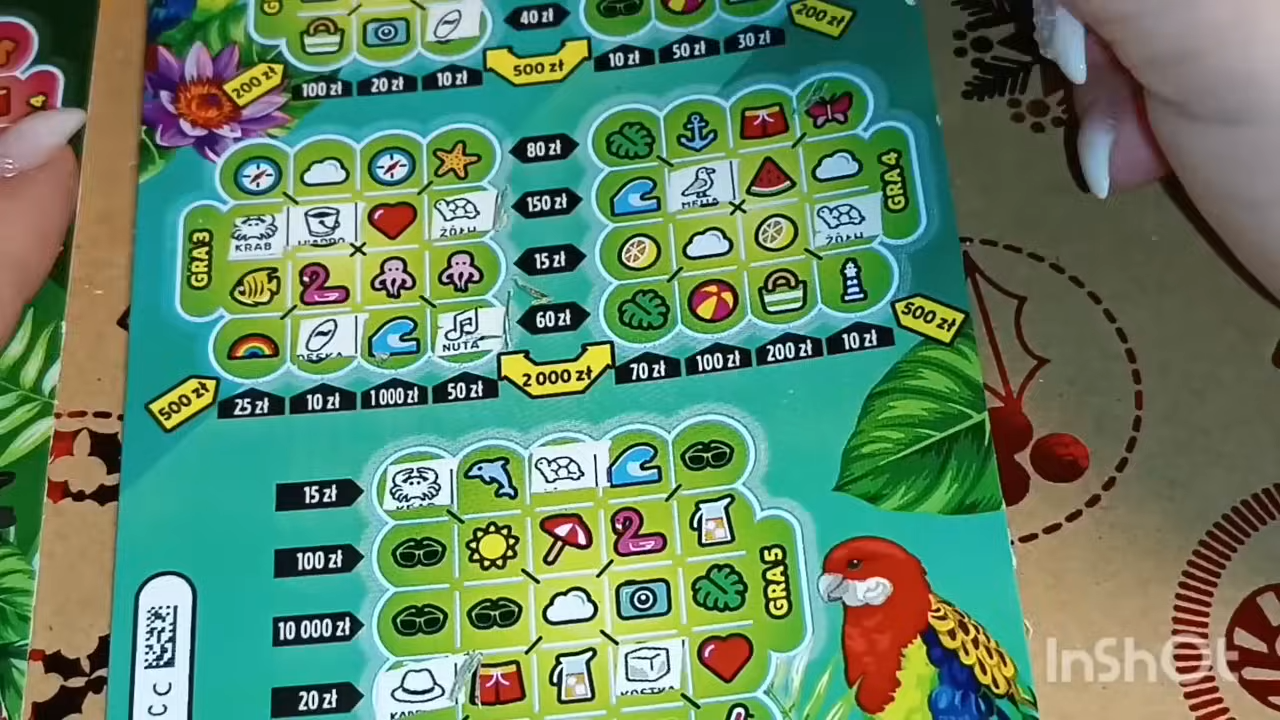 40 zł
200 zł
200 zł
100 zł 20 zł 10 zł
500 zł
10 zł 50 zł 30 zł
GRA 3
KRAB
ŻÓŁW
NUTA
80 zł
150 zł
15 zł
60 zł
GRA 4
500 zł
25 zł 10 zł 1 000 zł 50 zł
2 000 zł
70 zł 100 zł 200 zł 10 zł
500 zł
15 zł
100 zł
10 000 zł
20 zł
GRA 5
KOSTKA
C C
4
InShOt